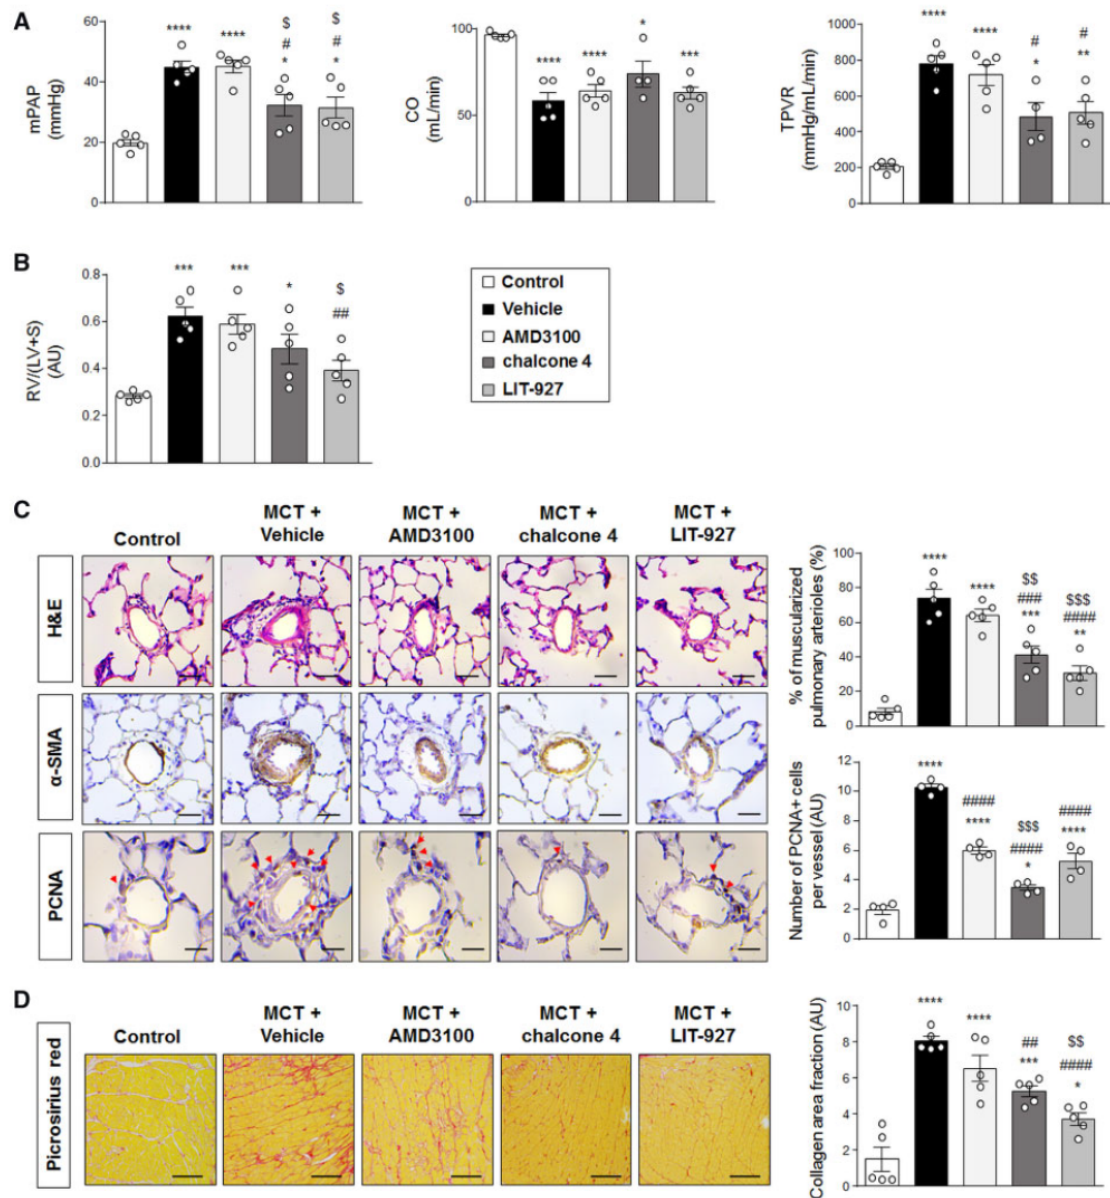 A
mPAP
(mmHg)
60
40
20
0
****
****
$
#
*
$
#
*
CO
(mL/min)
100
50
0
****
****
*
***
TPVR
(mmHg/mL/min)
1000
800
600
400
200
0
****
****
#
*
#
**
B
RV/(LV+S)
(AU)
0.8
0.6
0.4
0.2
0.0
***
***
*
$
##
Control
Vehicle
AMD3100
chalcone 4
LIT-927
C
Control
MCT +
Vehicle
MCT +
AMD3100
MCT +
chalcone 4
MCT +
LIT-927
H&E
α-SMA
PCNA
% of muscularized
pulmonary arterioles (%)
100
80
60
40
20
0
****
****
$$
###
***
$$$
####
**
Number of PCNA+ cells
per vessel (AU)
12
10
8
6
4
2
0
****
####
****
$$$
####
*
####
****
D
Picrosirius red
Control
MCT +
Vehicle
MCT +
AMD3100
MCT +
chalcone 4
MCT +
LIT-927
Collagen area fraction (AU)
10
8
6
4
2
0
****
****
##
***
$$
####
*